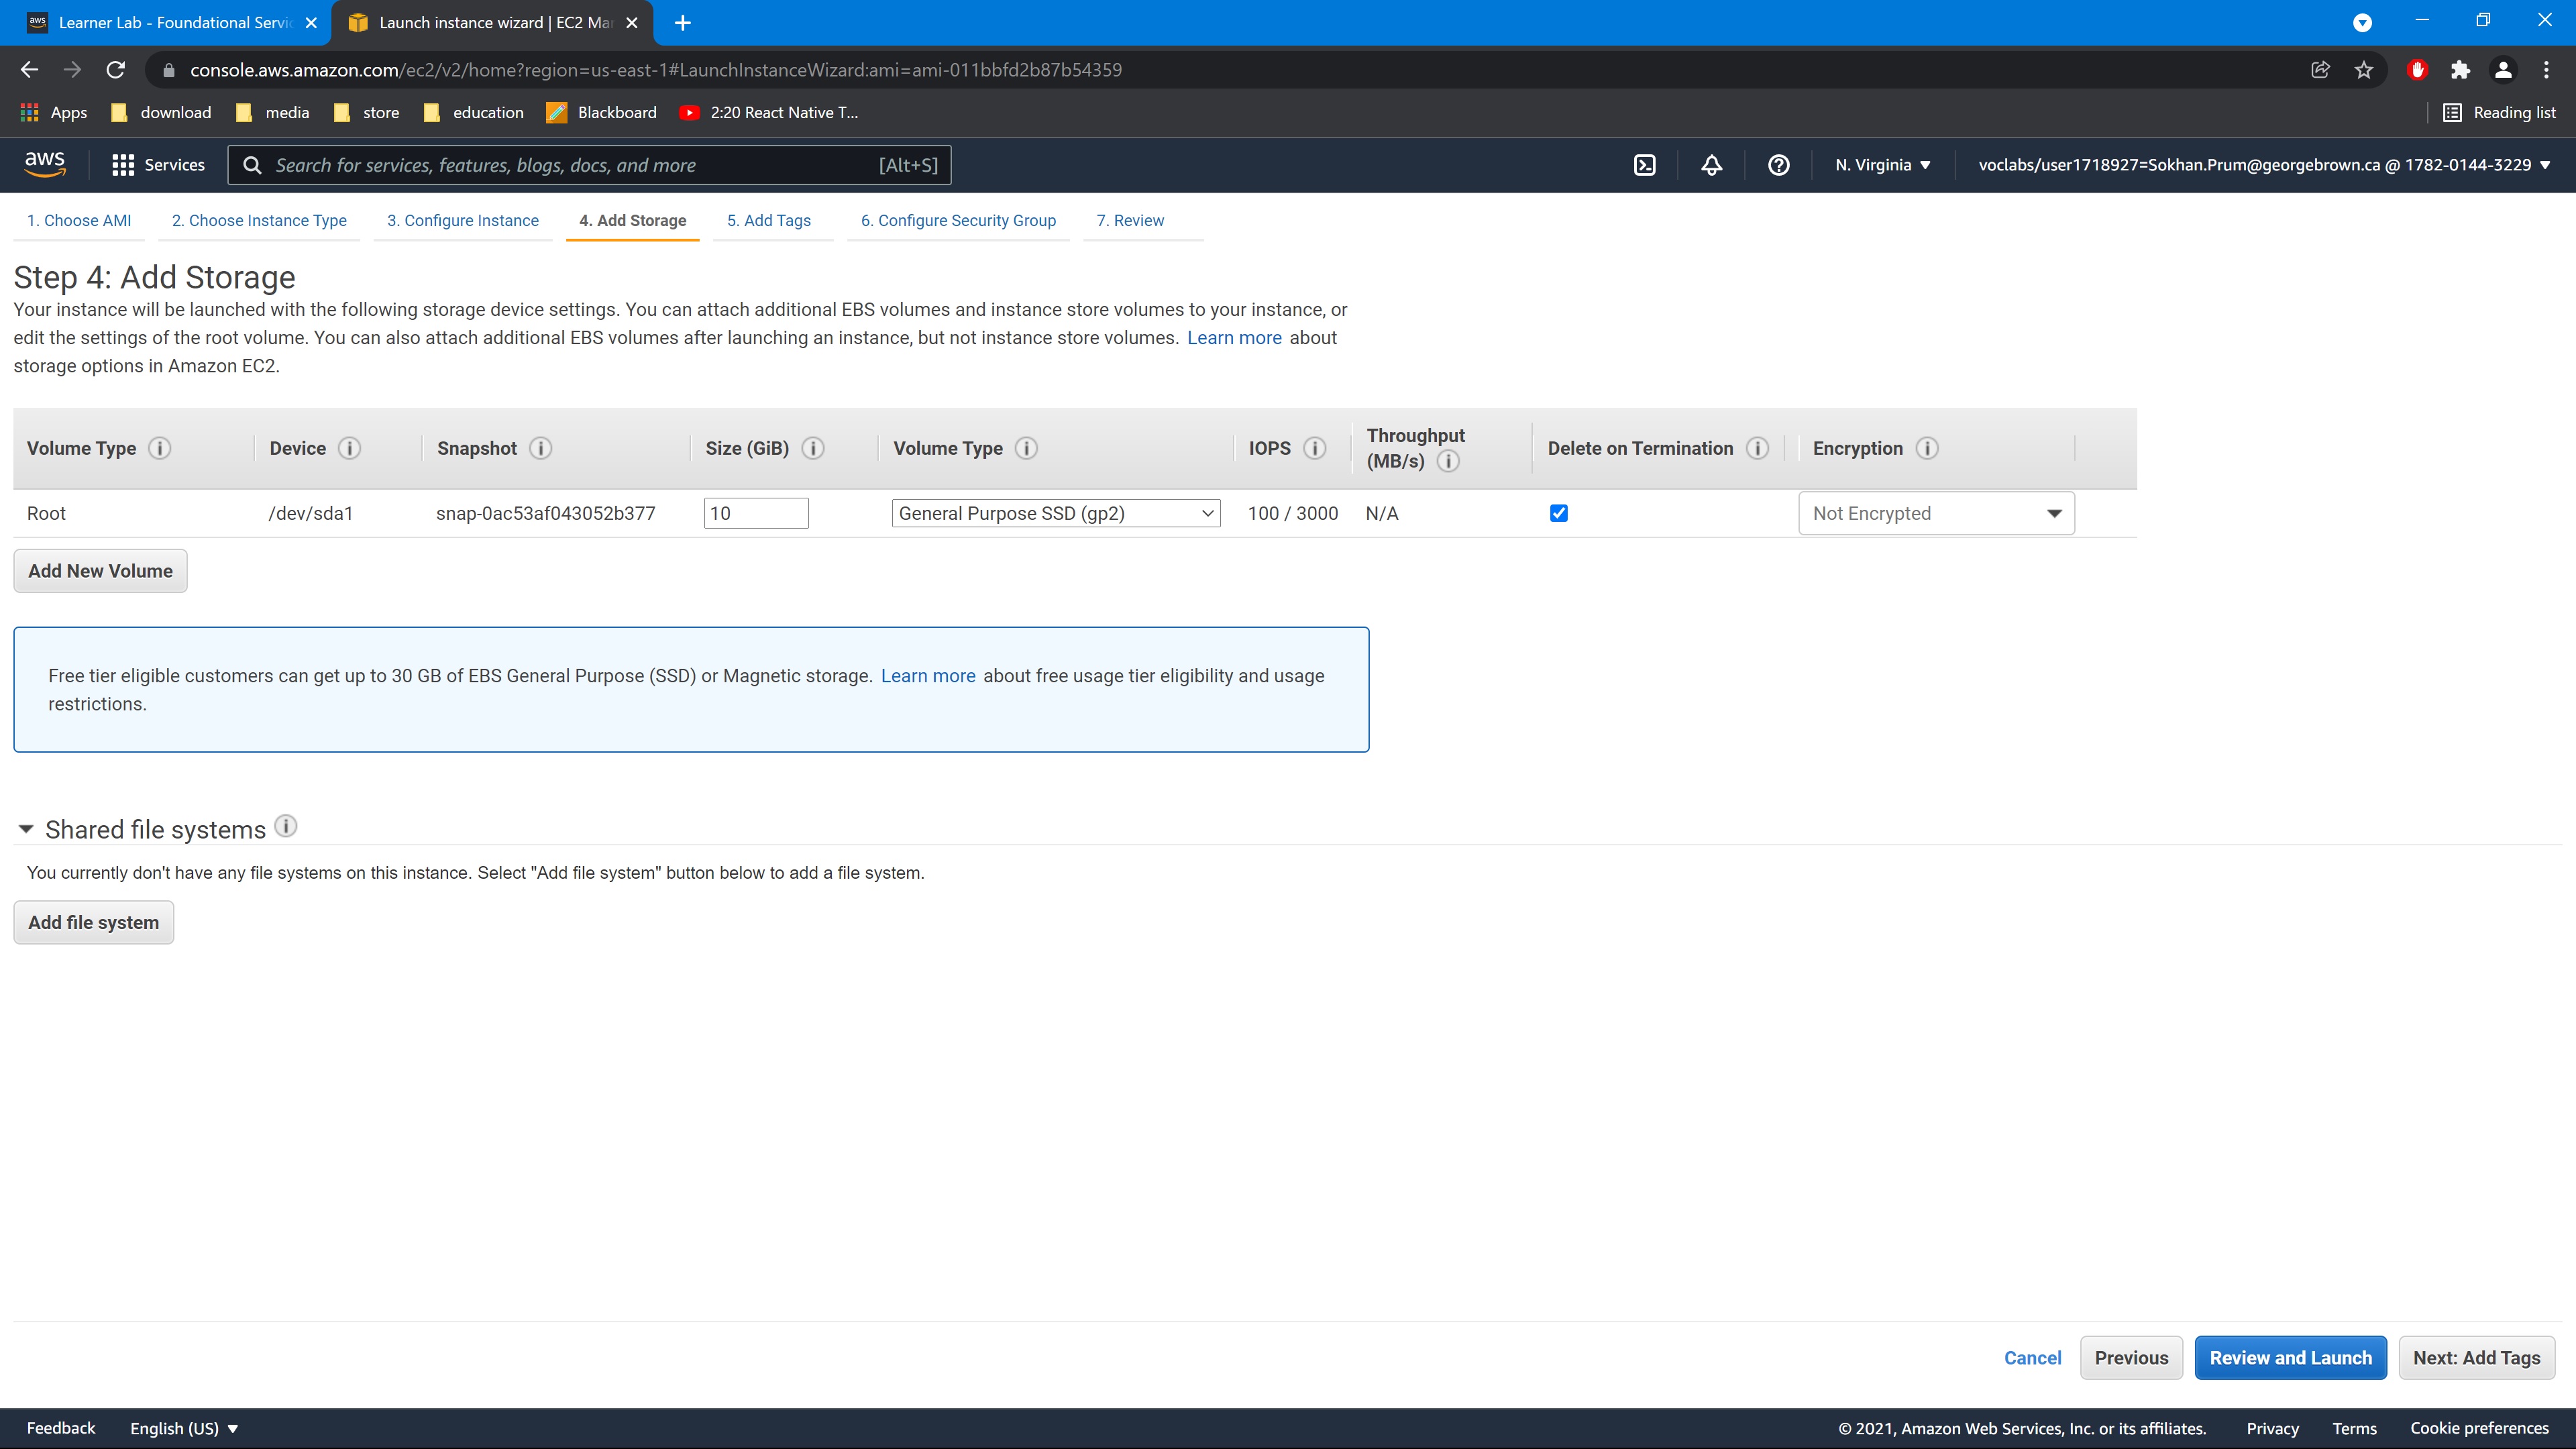 aws Learner Lab - Foundational Servic
Launch instance wizard | EC2 Mar
console.aws.amazon.com/ec2/v2/home?region=us-east-1#LaunchInstanceWizard:ami=ami-011bbfd2b87b54359
Apps download media store education Blackboard 2:20 React Native T... Reading list
aws Services Search for services, features, blogs, docs, and more [Alt+S] N. Virginia voclabs/user1718927=Sokhan.Prum@georgebrown.ca @ 1782-0144-3229
1. Choose AMI 2. Choose Instance Type 3. Configure Instance 4. Add Storage 5. Add Tags 6. Configure Security Group 7. Review
Step 4: Add Storage
Your instance will be launched with the following storage device settings. You can attach additional EBS volumes and instance store volumes to your instance, or
edit the settings of the root volume. You can also attach additional EBS volumes after launching an instance, but not instance store volumes. Learn more about
storage options in Amazon EC2.
Volume Type Device Snapshot Size (GiB) Volume Type IOPS Throughput (MB/s) Delete on Termination Encryption
Root /dev/sda1 snap-0ac53af043052b377 10 General Purpose SSD (gp2) 100 / 3000 N/A Not Encrypted
Add New Volume
Free tier eligible customers can get up to 30 GB of EBS General Purpose (SSD) or Magnetic storage. Learn more about free usage tier eligibility and usage
restrictions.
Shared file systems
You currently don't have any file systems on this instance. Select "Add file system" button below to add a file system.
Add file system
Cancel Previous Review and Launch Next: Add Tags
Feedback English (US) © 2021, Amazon Web Services, Inc. or its affiliates. Privacy Terms Cookie preferences